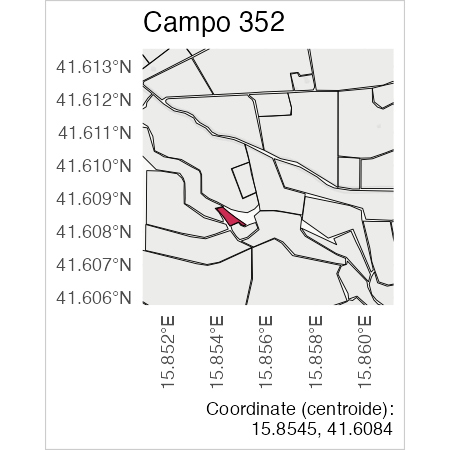 Campo 352
41.613°N
41.612°N
41.611°N
41.610°N
41.609°N
41.608°N
41.607°N
41.606°N
15.852°E
15.854°E
15.856°E
15.858°E
15.860°E
Coordinate (centroide):
15.8545, 41.6084